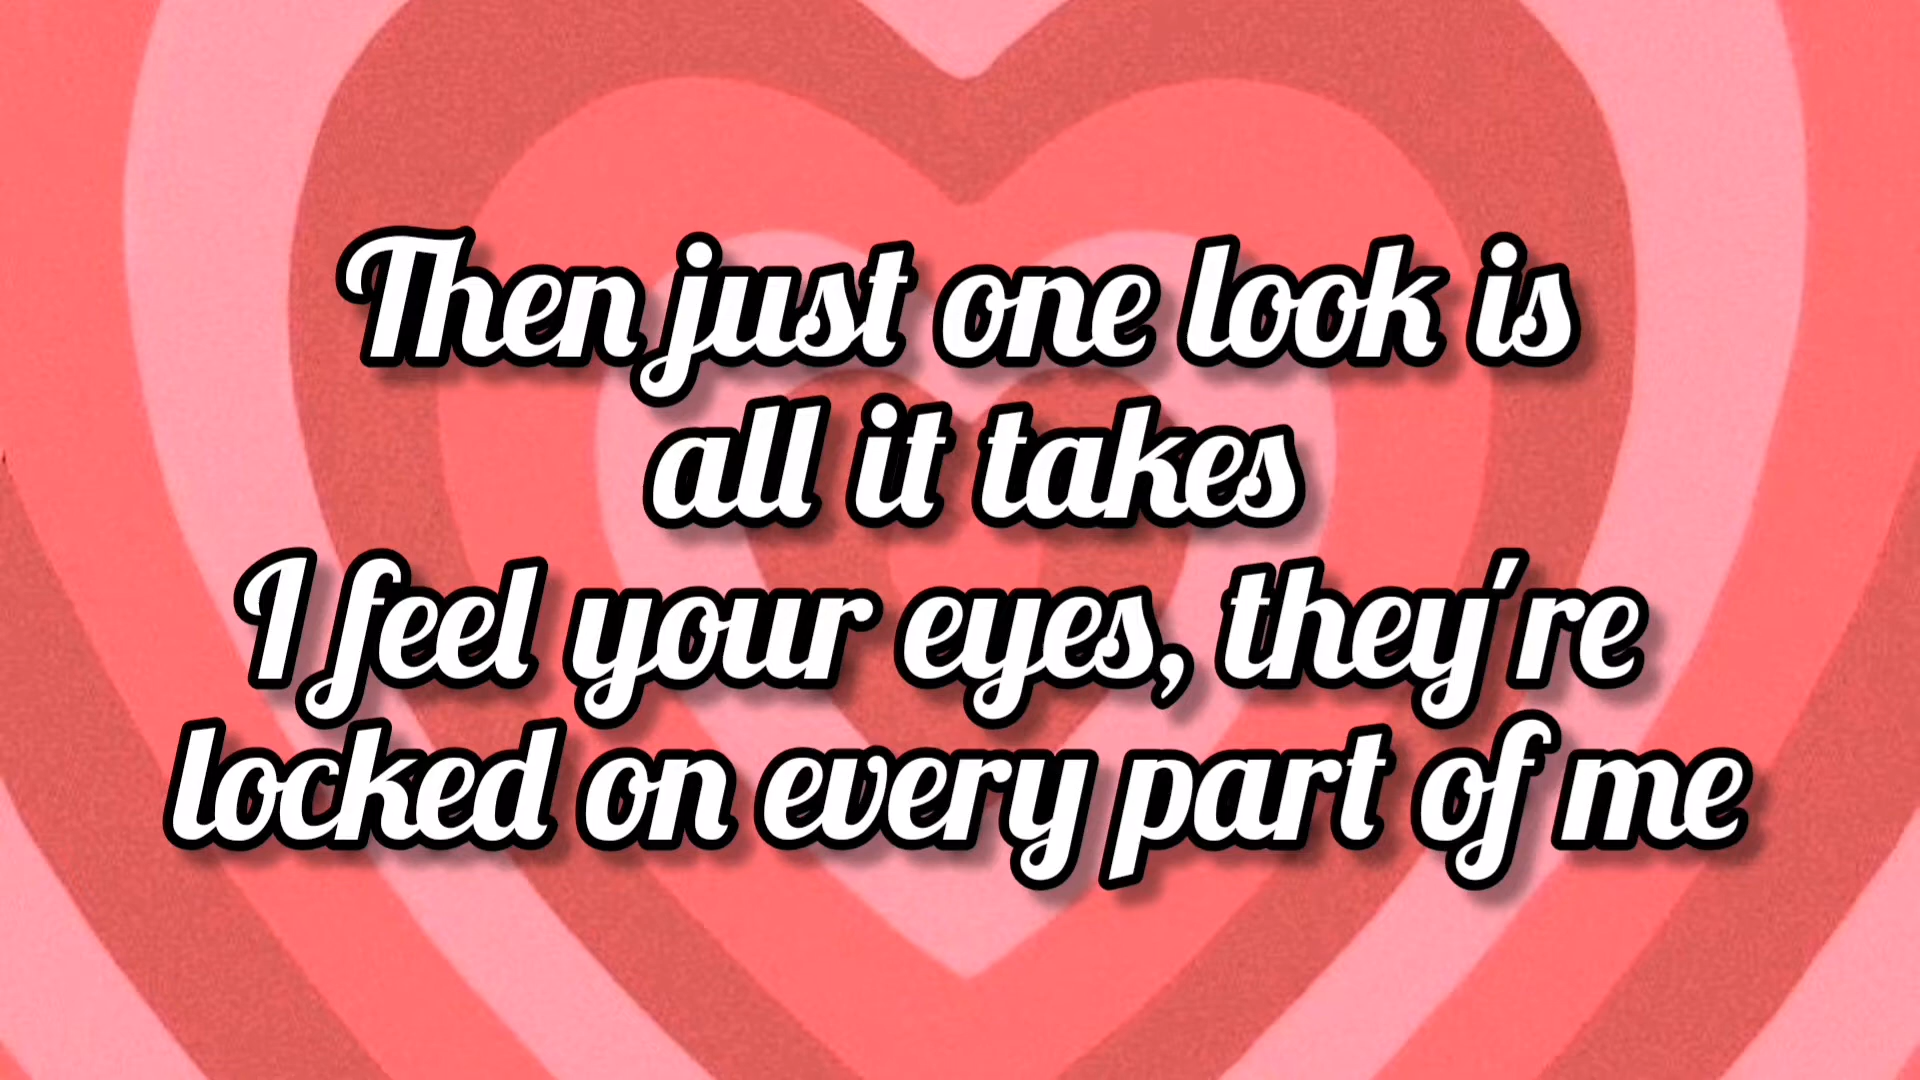 Then just one look is
all it takes
I feel your eyes, they're
locked on every part of me